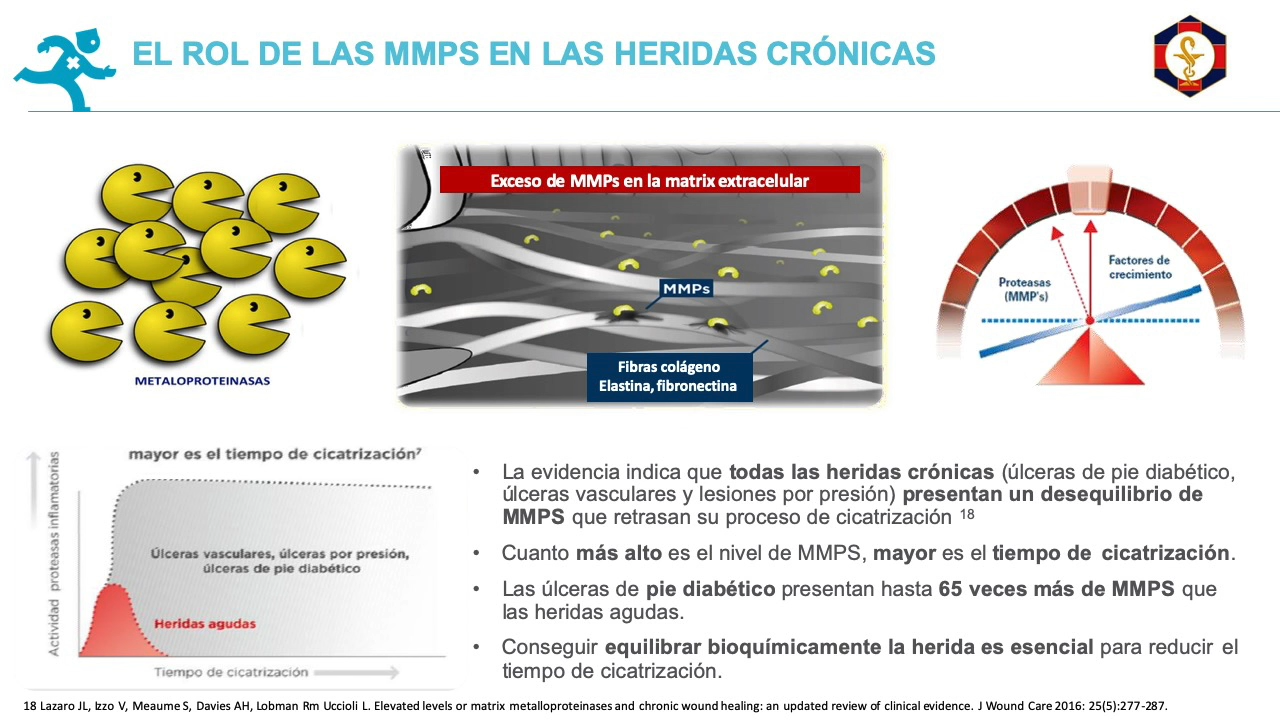 EL ROL DE LAS MMPS EN LAS HERIDAS CRÓNICAS
METALOPROTEINASAS
Exceso de MMPs en la matrix extracelular
MMPs
Fibras colágeno
Elastina, fibronectina
Proteasas
(MMP's)
Factores de
crecimiento
mayor es el tiempo de cicatrización⁷
Actividad proteasas inflamatorias
Úlceras vasculares, úlceras por presión,
úlceras de pie diabético
Heridas agudas
Tiempo de cicatrización
• La evidencia indica que todas las heridas crónicas (úlceras de pie diabético,
úlceras vasculares y lesiones por presión) presentan un desequilibrio de
MMPS que retrasan su proceso de cicatrización ¹⁸
• Cuanto más alto es el nivel de MMPS, mayor es el tiempo de cicatrización.
• Las úlceras de pie diabético presentan hasta 65 veces más de MMPS que
las heridas agudas.
• Conseguir equilibrar bioquímicamente la herida es esencial para reducir el
tiempo de cicatrización.
18 Lazaro JL, Izzo V, Meaume S, Davies AH, Lobman Rm Uccioli L. Elevated levels or matrix metalloproteinases and chronic wound healing: an updated review of clinical evidence. J Wound Care 2016: 25(5):277-287.